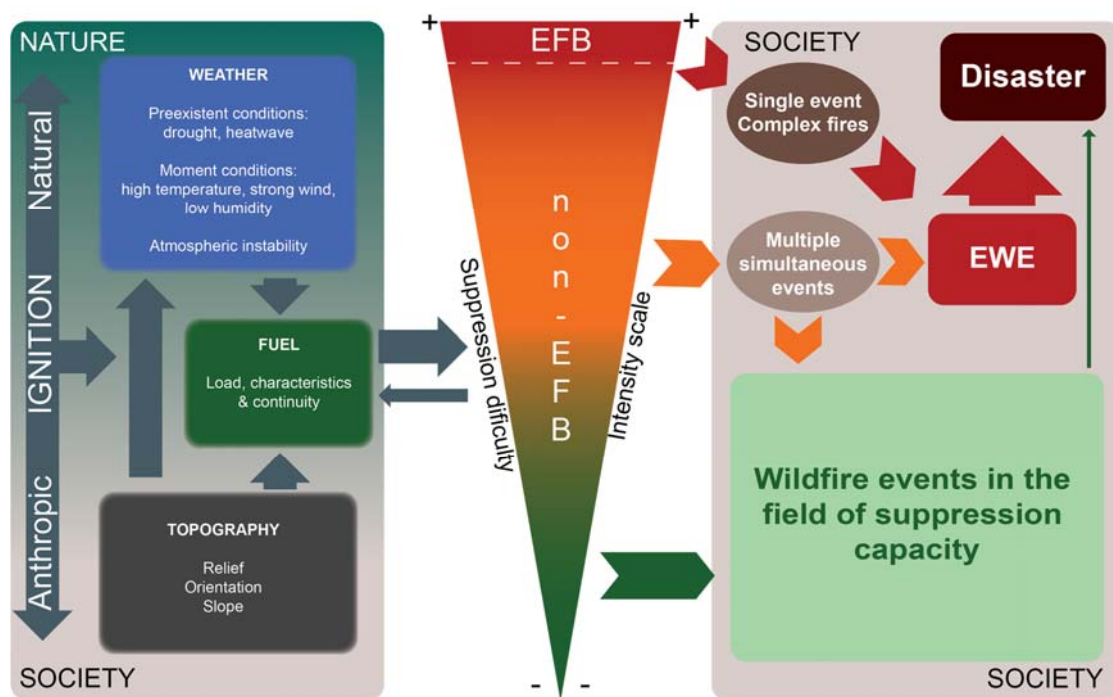 NATURE
WEATHER
Preexistent conditions:
drought, heatwave
Moment conditions:
high temperature, strong wind,
low humidity
Atmospheric instability
Natural
IGNITION
Anthropic
FUEL
Load, characteristics
& continuity
TOPOGRAPHY
Relief
Orientation
Slope
SOCIETY
+ +
EFB
non-EFB
Suppression dificulty
Intensity scale
- -
SOCIETY
Single event
Complex fires
Disaster
Multiple
simultaneous
events
EWE
Wildfire events in the
field of suppression
capacity
SOCIETY